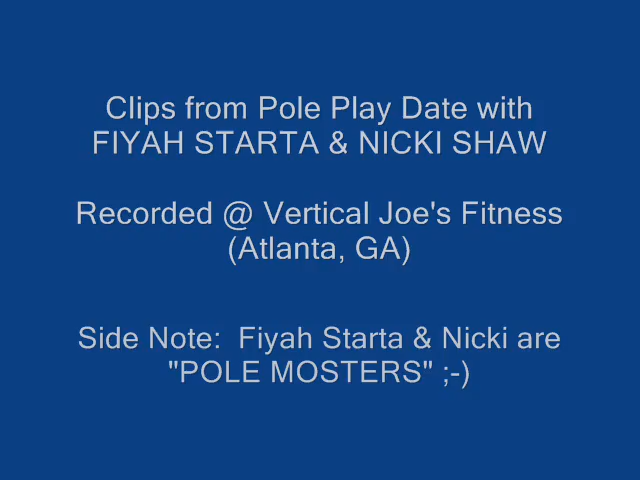 Clips from Pole Play Date with
FIYAH STARTA & NICKI SHAW
Recorded @ Vertical Joe's Fitness
(Atlanta, GA)
Side Note:  Fiyah Starta & Nicki are
"POLE MOSTERS" ;-)